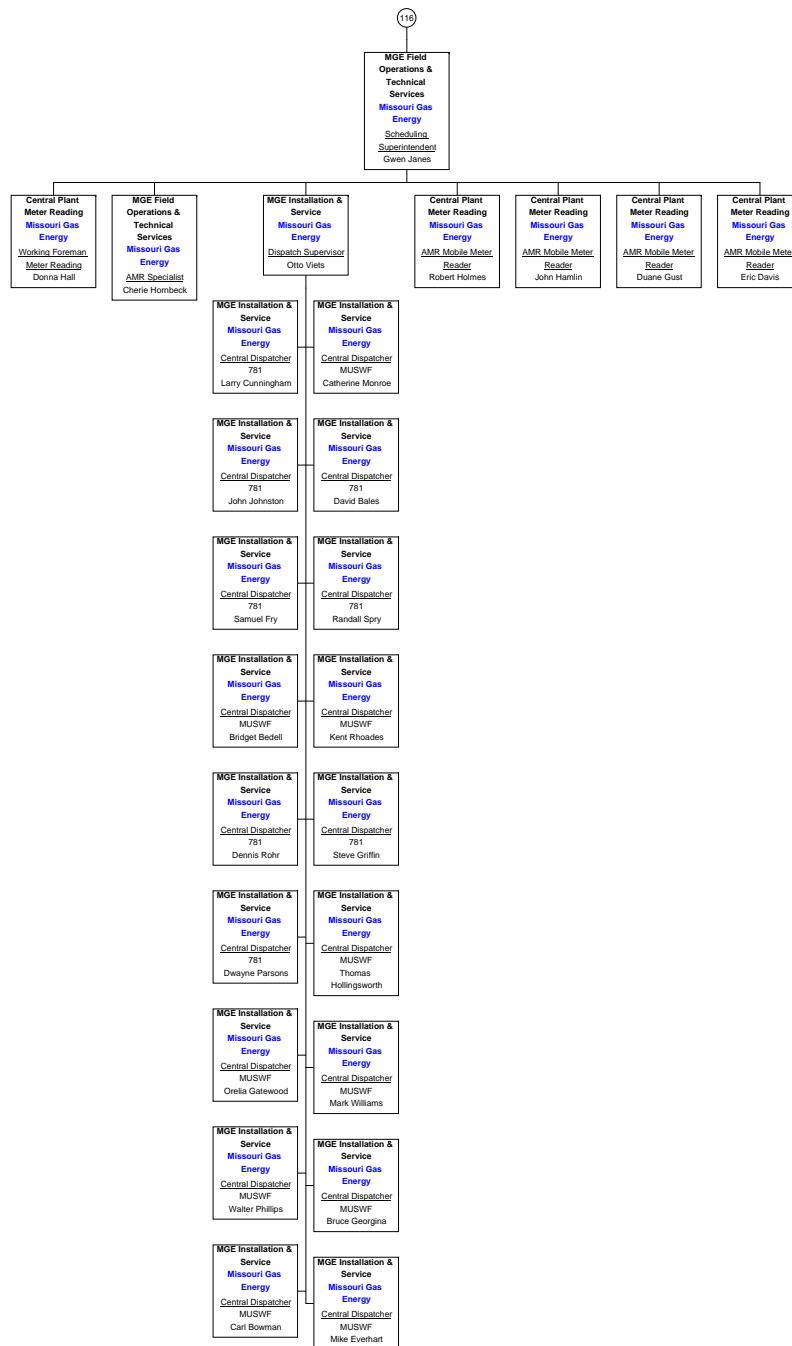 116
MGE Field
Operations &
Technical
Services
Missouri Gas
Energy
Scheduling
Superintendent
Gwen Janes
Central Plant
Meter Reading
Missouri Gas
Energy
Working Foreman
Meter Reading
Donna Hall
MGE Field
Operations &
Technical
Services
Missouri Gas
Energy
AMR Specialist
Cherie Hornbeck
MGE Installation &
Service
Missouri Gas
Energy
Dispatch Supervisor
Otto Viets
Central Plant
Meter Reading
Missouri Gas
Energy
AMR Mobile Meter
Reader
Robert Holmes
Central Plant
Meter Reading
Missouri Gas
Energy
AMR Mobile Meter
Reader
John Hamlin
Central Plant
Meter Reading
Missouri Gas
Energy
AMR Mobile Meter
Reader
Duane Gust
Central Plant
Meter Reading
Missouri Gas
Energy
AMR Mobile Meter
Reader
Eric Davis
MGE Installation &
Service
Missouri Gas
Energy
Central Dispatcher
781
Larry Cunningham
MGE Installation &
Service
Missouri Gas
Energy
Central Dispatcher
MUSWF
Catherine Monroe
MGE Installation &
Service
Missouri Gas
Energy
Central Dispatcher
781
John Johnston
MGE Installation &
Service
Missouri Gas
Energy
Central Dispatcher
781
David Bales
MGE Installation &
Service
Missouri Gas
Energy
Central Dispatcher
781
Samuel Fry
MGE Installation &
Service
Missouri Gas
Energy
Central Dispatcher
781
Randall Spry
MGE Installation &
Service
Missouri Gas
Energy
Central Dispatcher
MUSWF
Bridget Bedell
MGE Installation &
Service
Missouri Gas
Energy
Central Dispatcher
MUSWF
Kent Rhoades
MGE Installation &
Service
Missouri Gas
Energy
Central Dispatcher
781
Dennis Rohr
MGE Installation &
Service
Missouri Gas
Energy
Central Dispatcher
781
Steve Griffin
MGE Installation &
Service
Missouri Gas
Energy
Central Dispatcher
781
Dwayne Parsons
MGE Installation &
Service
Missouri Gas
Energy
Central Dispatcher
MUSWF
Thomas
Hollingsworth
MGE Installation &
Service
Missouri Gas
Energy
Central Dispatcher
MUSWF
Orelia Gatewood
MGE Installation &
Service
Missouri Gas
Energy
Central Dispatcher
MUSWF
Mark Williams
MGE Installation &
Service
Missouri Gas
Energy
Central Dispatcher
MUSWF
Walter Phillips
MGE Installation &
Service
Missouri Gas
Energy
Central Dispatcher
MUSWF
Bruce Georgina
MGE Installation &
Service
Missouri Gas
Energy
Central Dispatcher
MUSWF
Carl Bowman
MGE Installation &
Service
Missouri Gas
Energy
Central Dispatcher
MUSWF
Mike Everhart